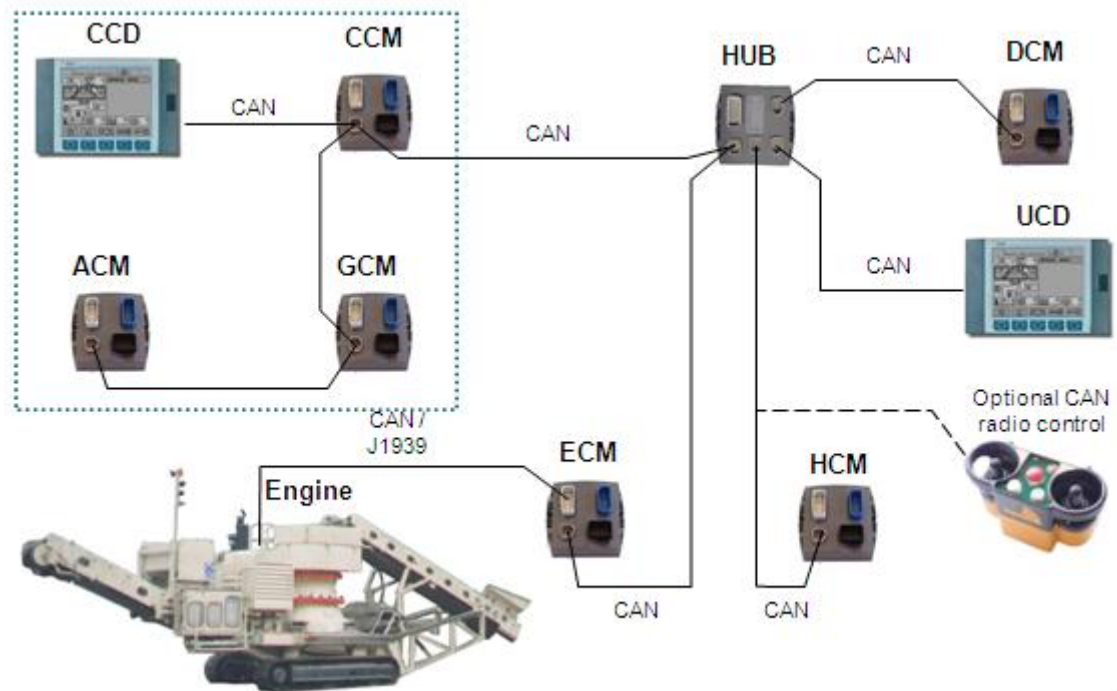 CCD
CCM
HUB
CAN
DCM
CAN
CAN
UCD
ACM
GCM
CAN
CAN /
J1939
Optional CAN
radio control
ECM
HCM
Engine
CAN
CAN